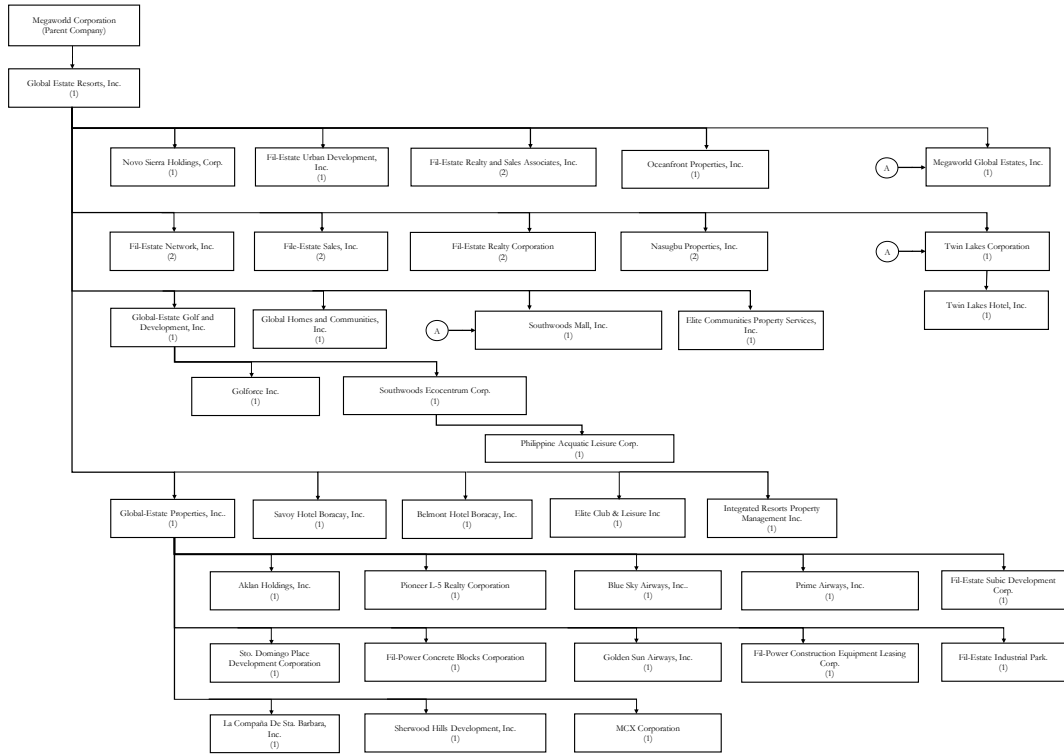 Megaworld Corporation
(Parent Company)
Global Estate Resorts, Inc.
(1)
Novo Sierra Holdings, Corp.
(1)
Fil-Estate Urban Development,
Inc.
(1)
Fil-Estate Realty and Sales Associates, Inc.
(2)
Oceanfront Properties, Inc.
(1)
A
Megaworld Global Estates, Inc.
(1)
Fil-Estate Network, Inc.
(2)
File-Estate Sales, Inc.
(2)
Fil-Estate Realty Corporation
(2)
Nasugbu Properties, Inc.
(2)
A
Twin Lakes Corporation
(1)
Twin Lakes Hotel, Inc.
(1)
Global-Estate Golf and
Development, Inc.
(1)
Global Homes and Communities,
Inc.
(1)
A
Southwoods Mall, Inc.
(1)
Elite Communities Property Services,
Inc.
(1)
Golforce Inc.
(1)
Southwoods Ecocentrum Corp.
(1)
Philippine Acquatic Leisure Corp.
(1)
Global-Estate Properties, Inc..
(1)
Savoy Hotel Boracay, Inc.
(1)
Belmont Hotel Boracay, Inc.
(1)
Elite Club & Leisure Inc
(1)
Integrated Resorts Property
Management Inc.
(1)
Aklan Holdings, Inc.
(1)
Pioneer L-5 Realty Corporation
(1)
Blue Sky Airways, Inc..
(1)
Prime Airways, Inc.
(1)
Fil-Estate Subic Development
Corp.
(1)
Sto. Domingo Place
Development Corporation
(1)
Fil-Power Concrete Blocks Corporation
(1)
Golden Sun Airways, Inc.
(1)
Fil-Power Construction Equipment Leasing
Corp.
(1)
Fil-Estate Industrial Park.
(1)
La Compaña De Sta. Barbara,
Inc.
(1)
Sherwood Hills Development, Inc.
(1)
MCX Corporation
(1)